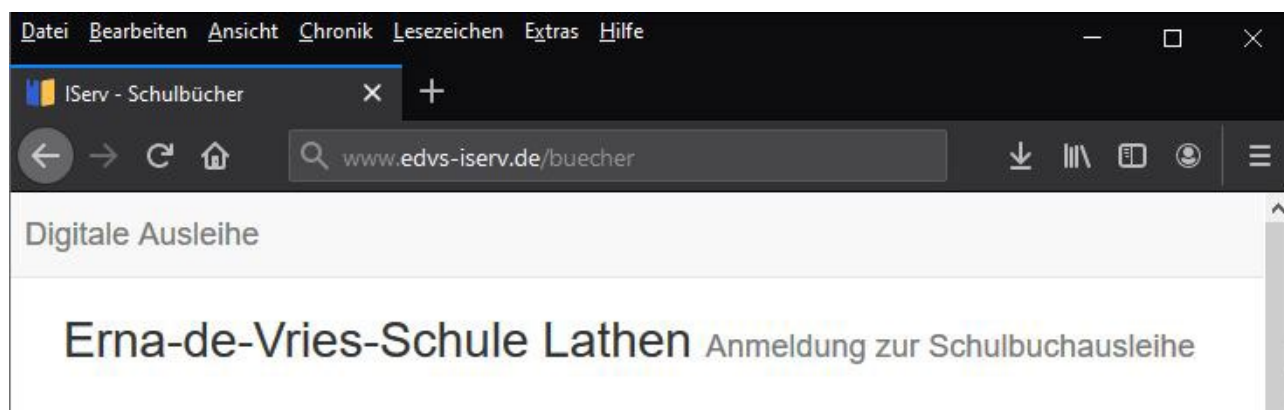 Datei Bearbeiten Ansicht Chronik Lesezeichen Extras Hilfe
IServ - Schulbücher
www.edvs-iserv.de/buecher
Digitale Ausleihe
Erna-de-Vries-Schule Lathen Anmeldung zur Schulbuchausleihe